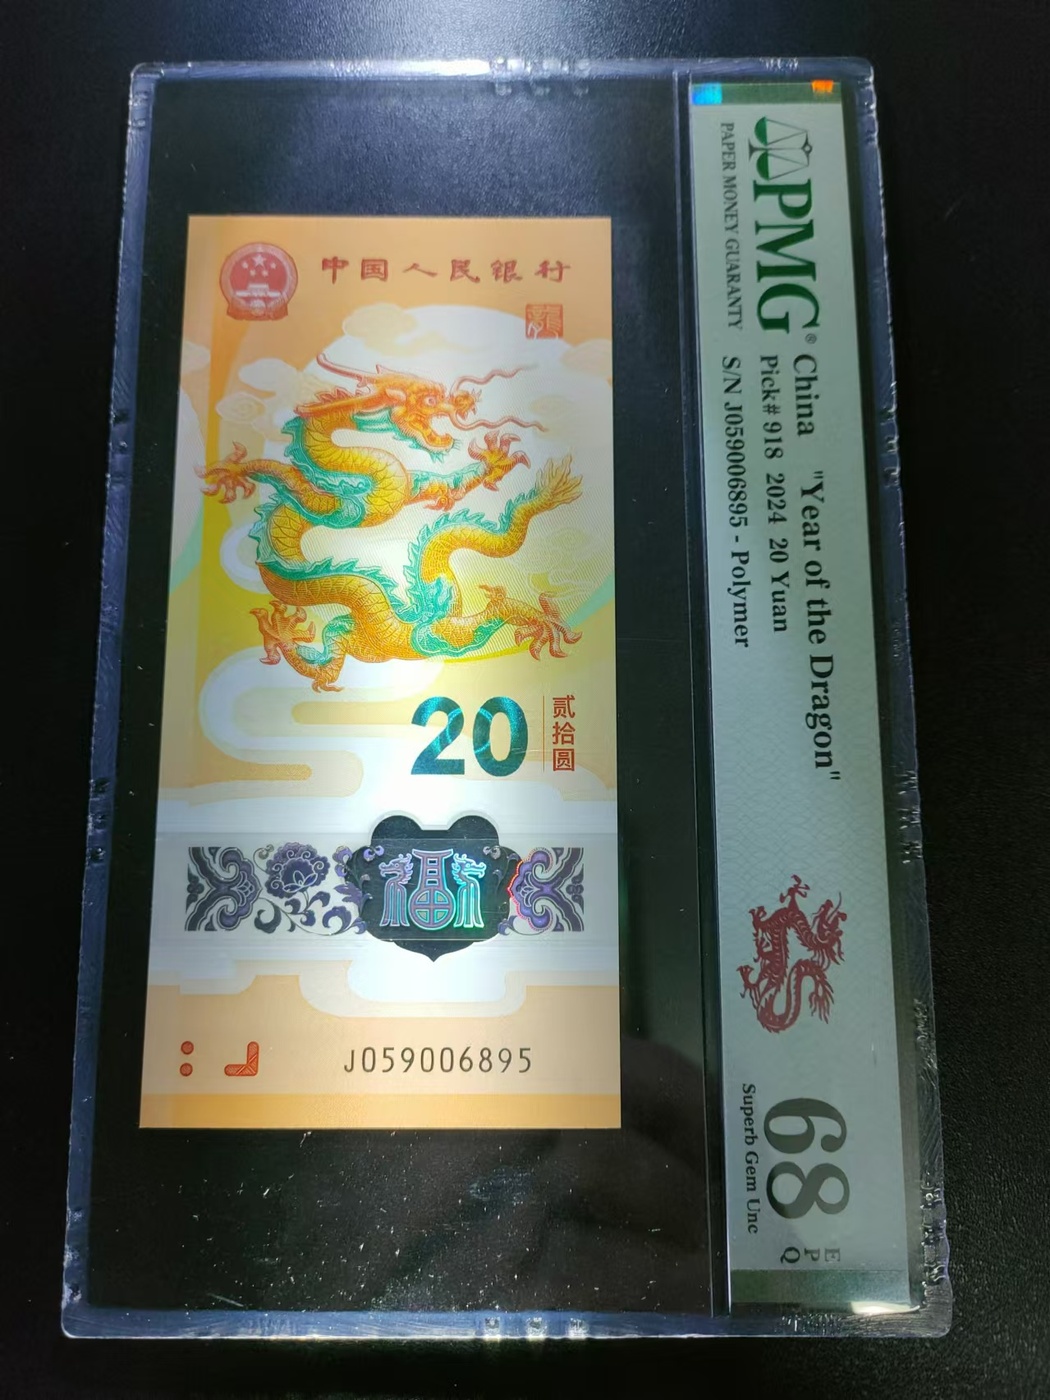 中国人民银行
龍
20
贰拾圆
福
J059006895
PMG®
PAPER MONEY GUARANTY
China "Year of the Dragon"
Pick# 918 2024 20 Yuan
S/N J059006895 - Polymer
68
EPQ
Superb Gem Unc